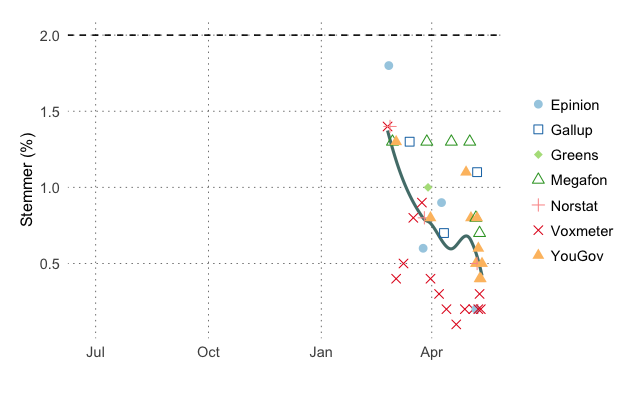 2.0
1.5
1.0
0.5
Stemmer (%)
Jul
Oct
Jan
Apr
Epinion
Gallup
Greens
Megafon
Norstat
Voxmeter
YouGov